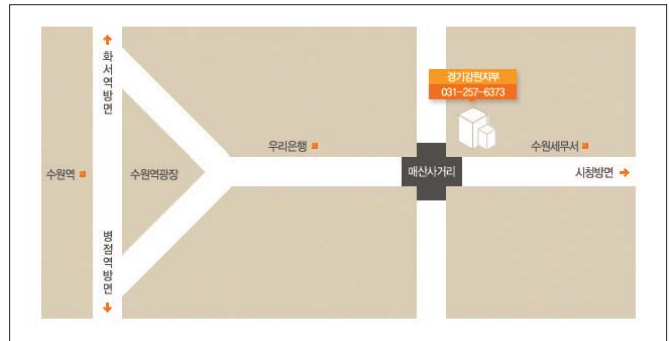 화서역방면
경기강원지부
031-257-6373
우리은행
수원세무서
수원역
수원역광장
매산사거리
시청방면
병점역방면